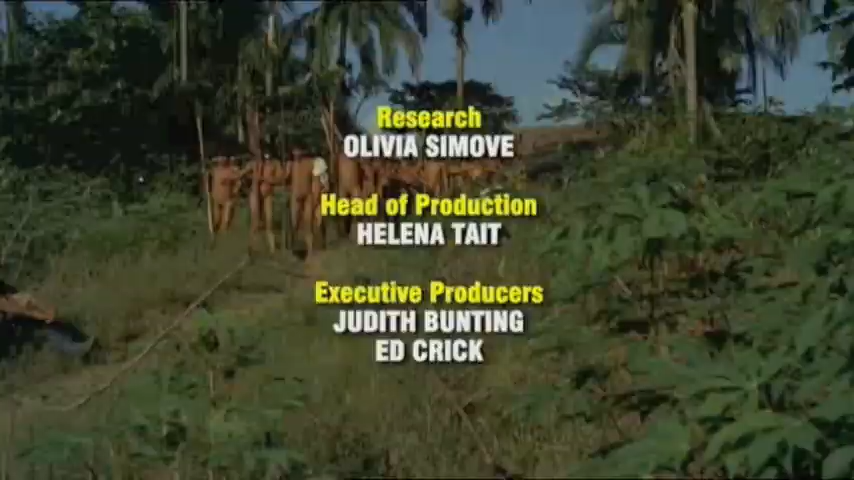 Research
OLIVIA SIMOVE
Head of Production
HELENA TAIT
Executive Producers
JUDITH BUNTING
ED CRICK